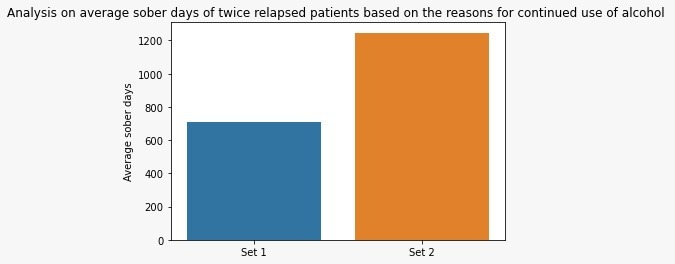 Analysis on average sober days of twice relapsed patients based on the reasons for continued use of alcohol
1200
1000
800
600
400
200
0
Average sober days
Set 1 Set 2